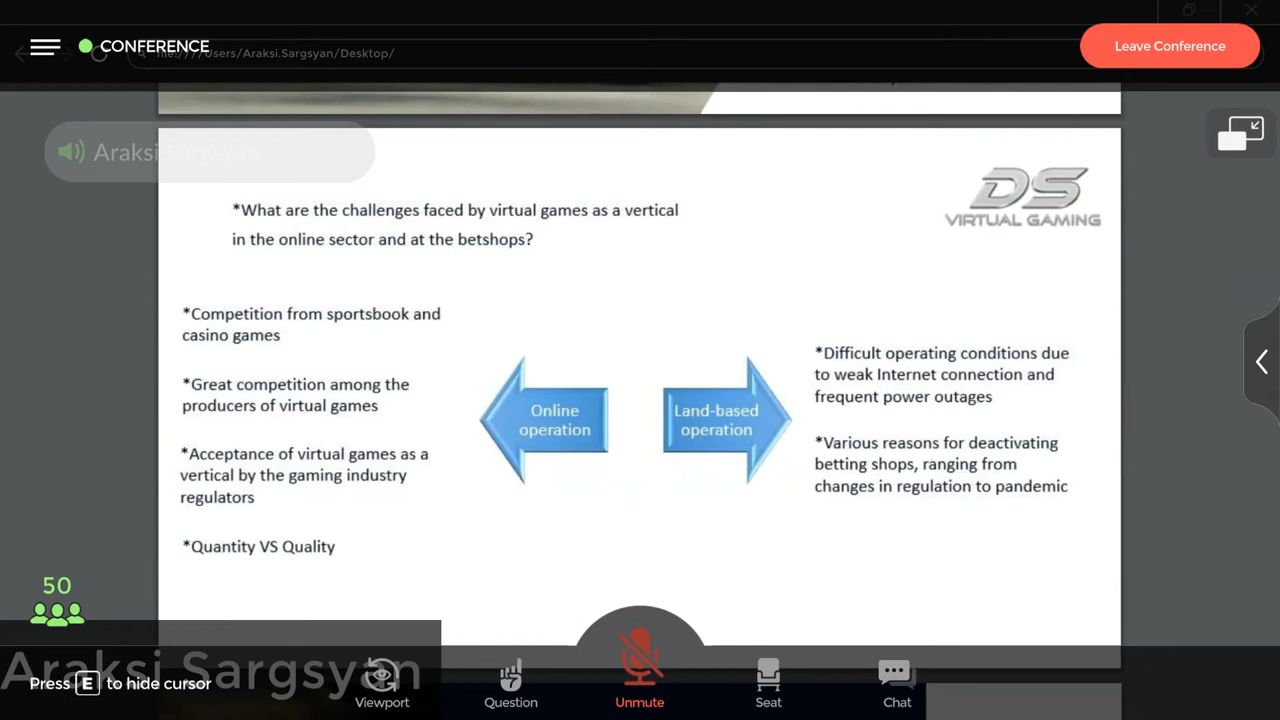 CONFERENCE
file:////Users/Araksi.Sargsyan/Desktop/
Leave Conference
Araksi Sargsyan
*What are the challenges faced by virtual games as a vertical
in the online sector and at the betshops?
DS
VIRTUAL GAMING
*Competition from sportsbook and
casino games
*Great competition among the
producers of virtual games
*Acceptance of virtual games as a
vertical by the gaming industry
regulators
*Quantity VS Quality
Online
operation
Land-based
operation
*Difficult operating conditions due
to weak Internet connection and
frequent power outages
*Various reasons for deactivating
betting shops, ranging from
changes in regulation to pandemic
50
Araksi Sargsyan
Press E to hide cursor
Viewport
Question
Unmute
Seat
Chat